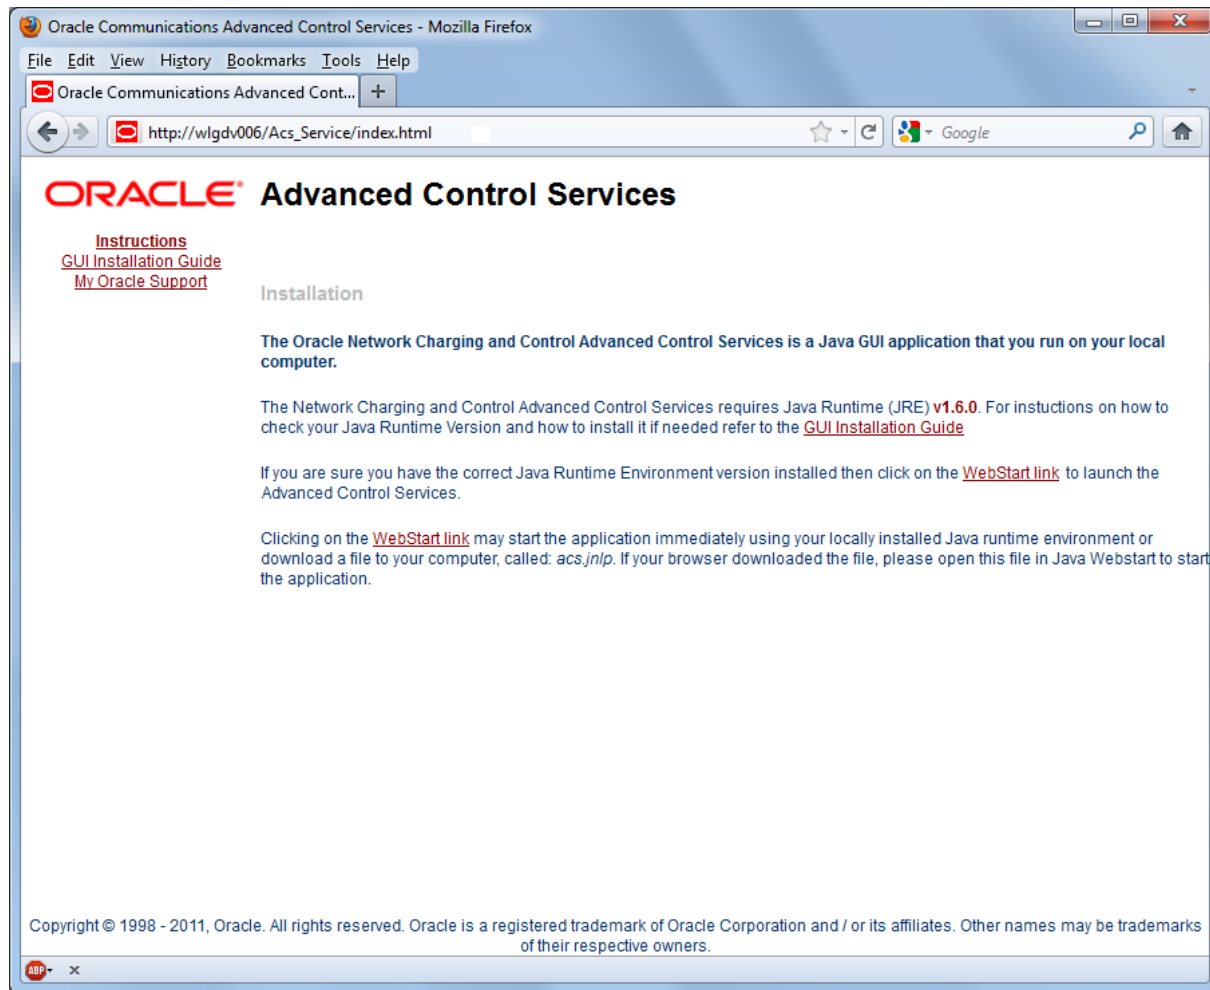 Oracle Communications Advanced Control Services - Mozilla Firefox
File Edit View History Bookmarks Tools Help
Oracle Communications Advanced Cont... +
http://wlgdv006/Acs_Service/index.html
Google
ORACLE Advanced Control Services
Instructions
GUI Installation Guide
My Oracle Support
Installation
The Oracle Network Charging and Control Advanced Control Services is a Java GUI application that you run on your local
computer.
The Network Charging and Control Advanced Control Services requires Java Runtime (JRE) v1.6.0. For instuctions on how to
check your Java Runtime Version and how to install it if needed refer to the GUI Installation Guide
If you are sure you have the correct Java Runtime Environment version installed then click on the WebStart link to launch the
Advanced Control Services.
Clicking on the WebStart link may start the application immediately using your locally installed Java runtime environment or
download a file to your computer, called: acs.jnlp. If your browser downloaded the file, please open this file in Java Webstart to start
the application.
Copyright © 1998 - 2011, Oracle. All rights reserved. Oracle is a registered trademark of Oracle Corporation and / or its affiliates. Other names may be trademarks
of their respective owners.
ABP x